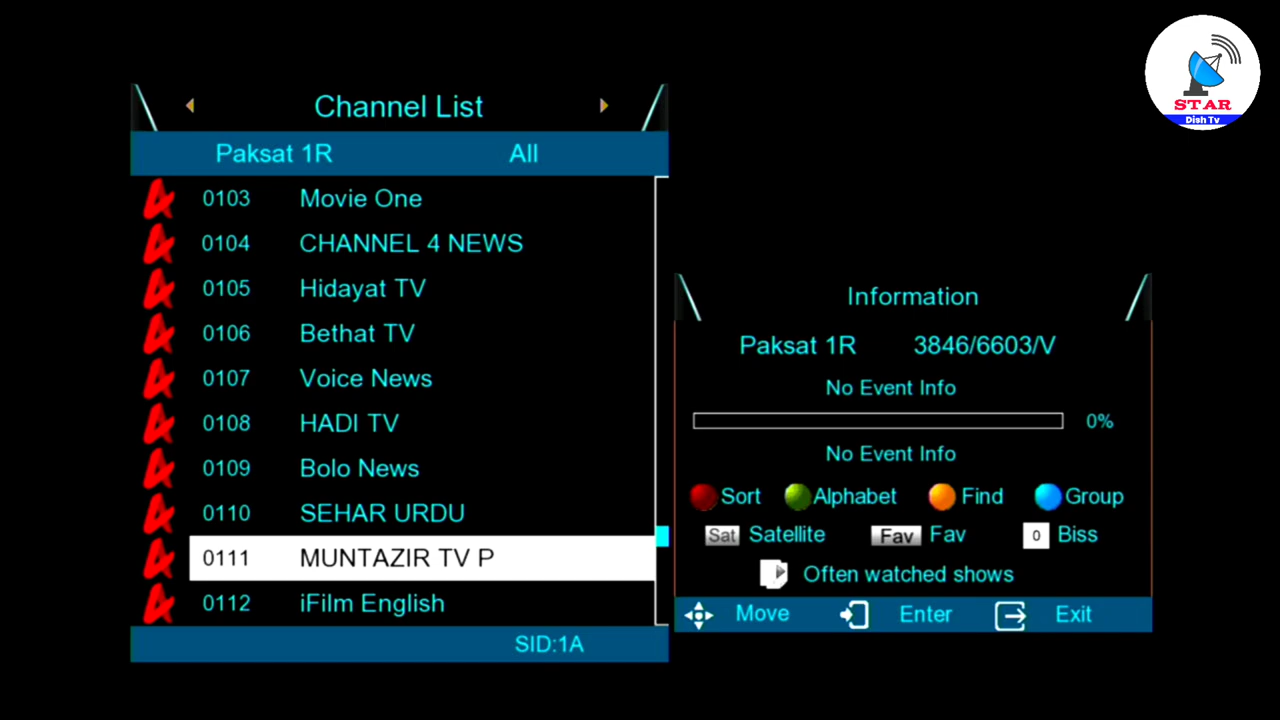 STAR
Dish Tv
Channel List
Paksat 1R All
0103 Movie One
0104 CHANNEL 4 NEWS
0105 Hidayat TV
0106 Bethat TV
0107 Voice News
0108 HADI TV
0109 Bolo News
0110 SEHAR URDU
0111 MUNTAZIR TV P
0112 iFilm English
SID:1A
Information
Paksat 1R 3846/6603/V
No Event Info
0%
No Event Info
Sort Alphabet Find Group
Sat Satellite Fav Fav 0 Biss
Often watched shows
Move Enter Exit